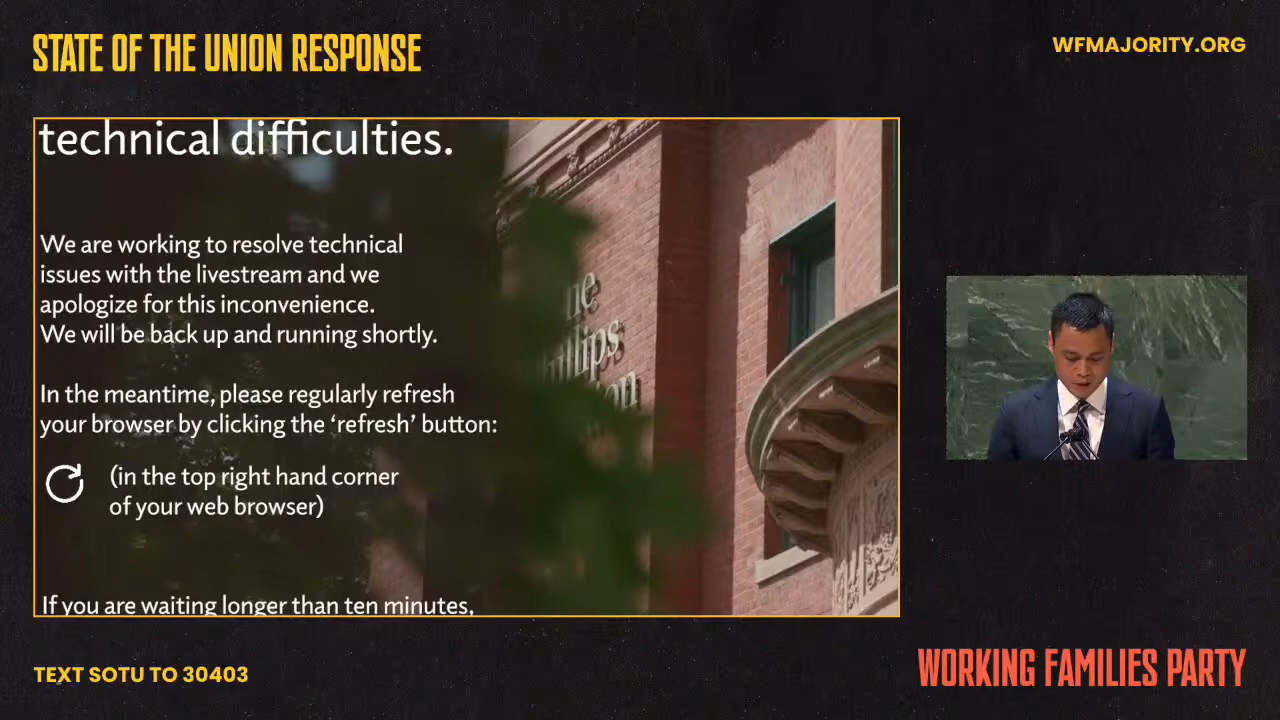 STATE OF THE UNION RESPONSE
WFMAJORITY.ORG
technical difficulties.
We are working to resolve technical
issues with the livestream and we
apologize for this inconvenience.
We will be back up and running shortly.
In the meantime, please regularly refresh
your browser by clicking the ‘refresh’ button:
(in the top right hand corner
of your web browser)
If you are waiting longer than ten minutes,
TEXT SOTU TO 30403
WORKING FAMILIES PARTY